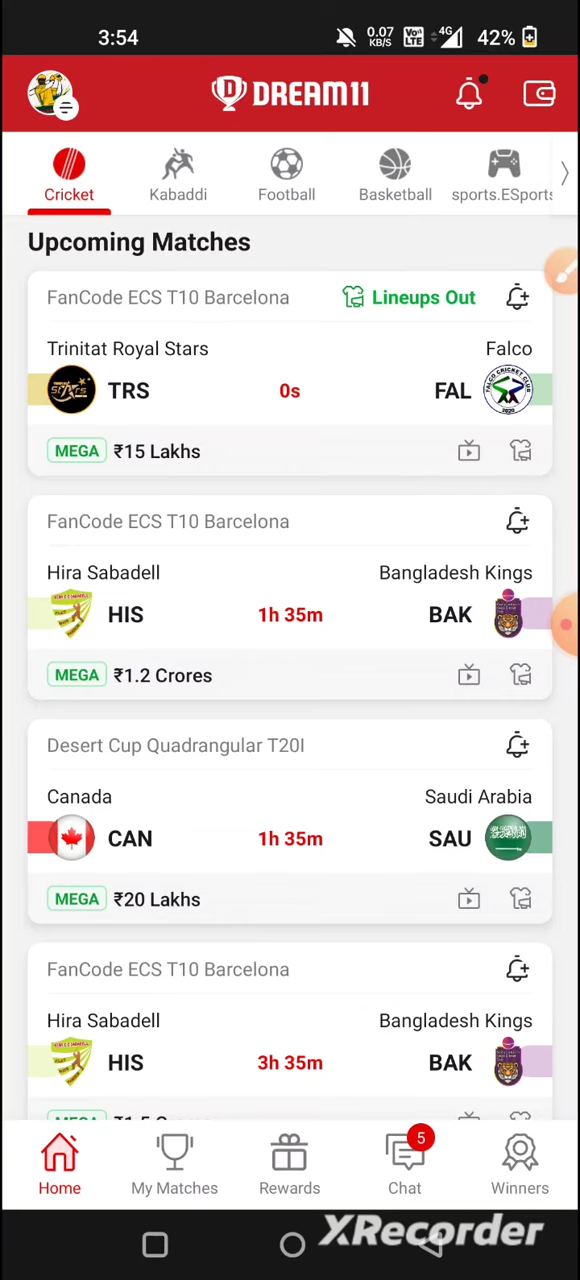 3:54
0.07
KB/S
Vo))
LTE
4G
42%
DREAM11
Cricket
Kabaddi
Football
Basketball
sports.ESports
Upcoming Matches
FanCode ECS T10 Barcelona
Lineups Out
Trinitat Royal Stars
Falco
TRS
0s
FAL
MEGA ₹15 Lakhs
FanCode ECS T10 Barcelona
Hira Sabadell
Bangladesh Kings
HIS
1h 35m
BAK
MEGA ₹1.2 Crores
Desert Cup Quadrangular T20I
Canada
Saudi Arabia
CAN
1h 35m
SAU
MEGA ₹20 Lakhs
FanCode ECS T10 Barcelona
Hira Sabadell
Bangladesh Kings
HIS
3h 35m
BAK
5
Home
My Matches
Rewards
Chat
Winners
XRecorder